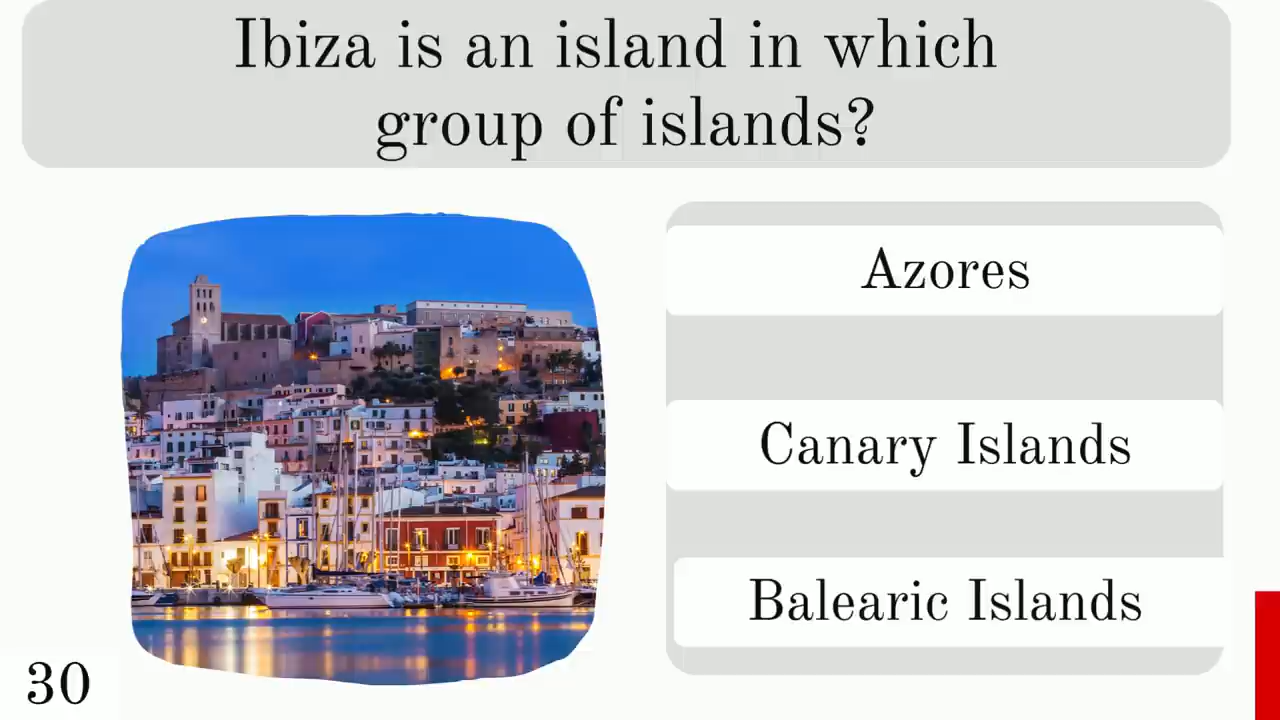 Ibiza is an island in which
group of islands?
Azores
Canary Islands
Balearic Islands
30